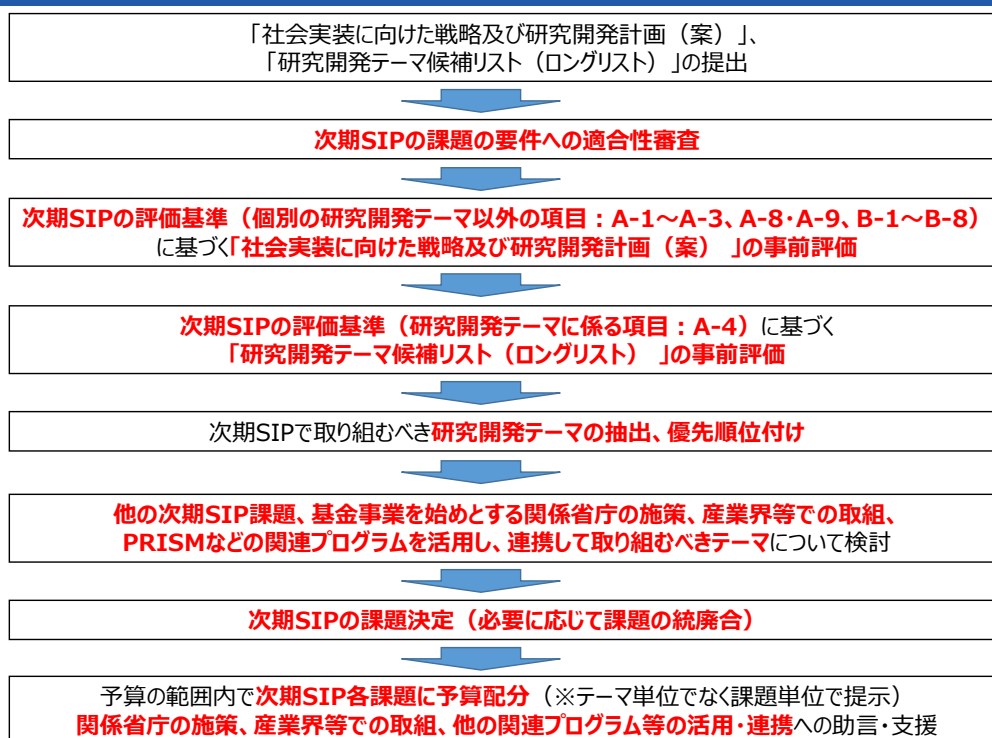 「社会実装に向けた戦略及び研究開発計画（案）」、
「研究開発テーマ候補リスト（ロングリスト）」の提出
次期SIPの課題の要件への適合性審査
次期SIPの評価基準（個別の研究開発テーマ以外の項目：A-1～A-3、A-8・A-9、B-1～B-8）
に基づく「社会実装に向けた戦略及び研究開発計画（案）」の事前評価
次期SIPの評価基準（研究開発テーマに係る項目：A-4）に基づく
「研究開発テーマ候補リスト（ロングリスト）」の事前評価
次期SIPで取り組むべき研究開発テーマの抽出、優先順位付け
他の次期SIP課題、基金事業を始めとする関係省庁の施策、産業界等での取組、
PRISMなどの関連プログラムを活用し、連携して取り組むべきテーマについて検討
次期SIPの課題決定（必要に応じて課題の統廃合）
予算の範囲内で次期SIP各課題に予算配分（※テーマ単位でなく課題単位で提示）
関係省庁の施策、産業界等での取組、他の関連プログラム等の活用・連携への助言・支援